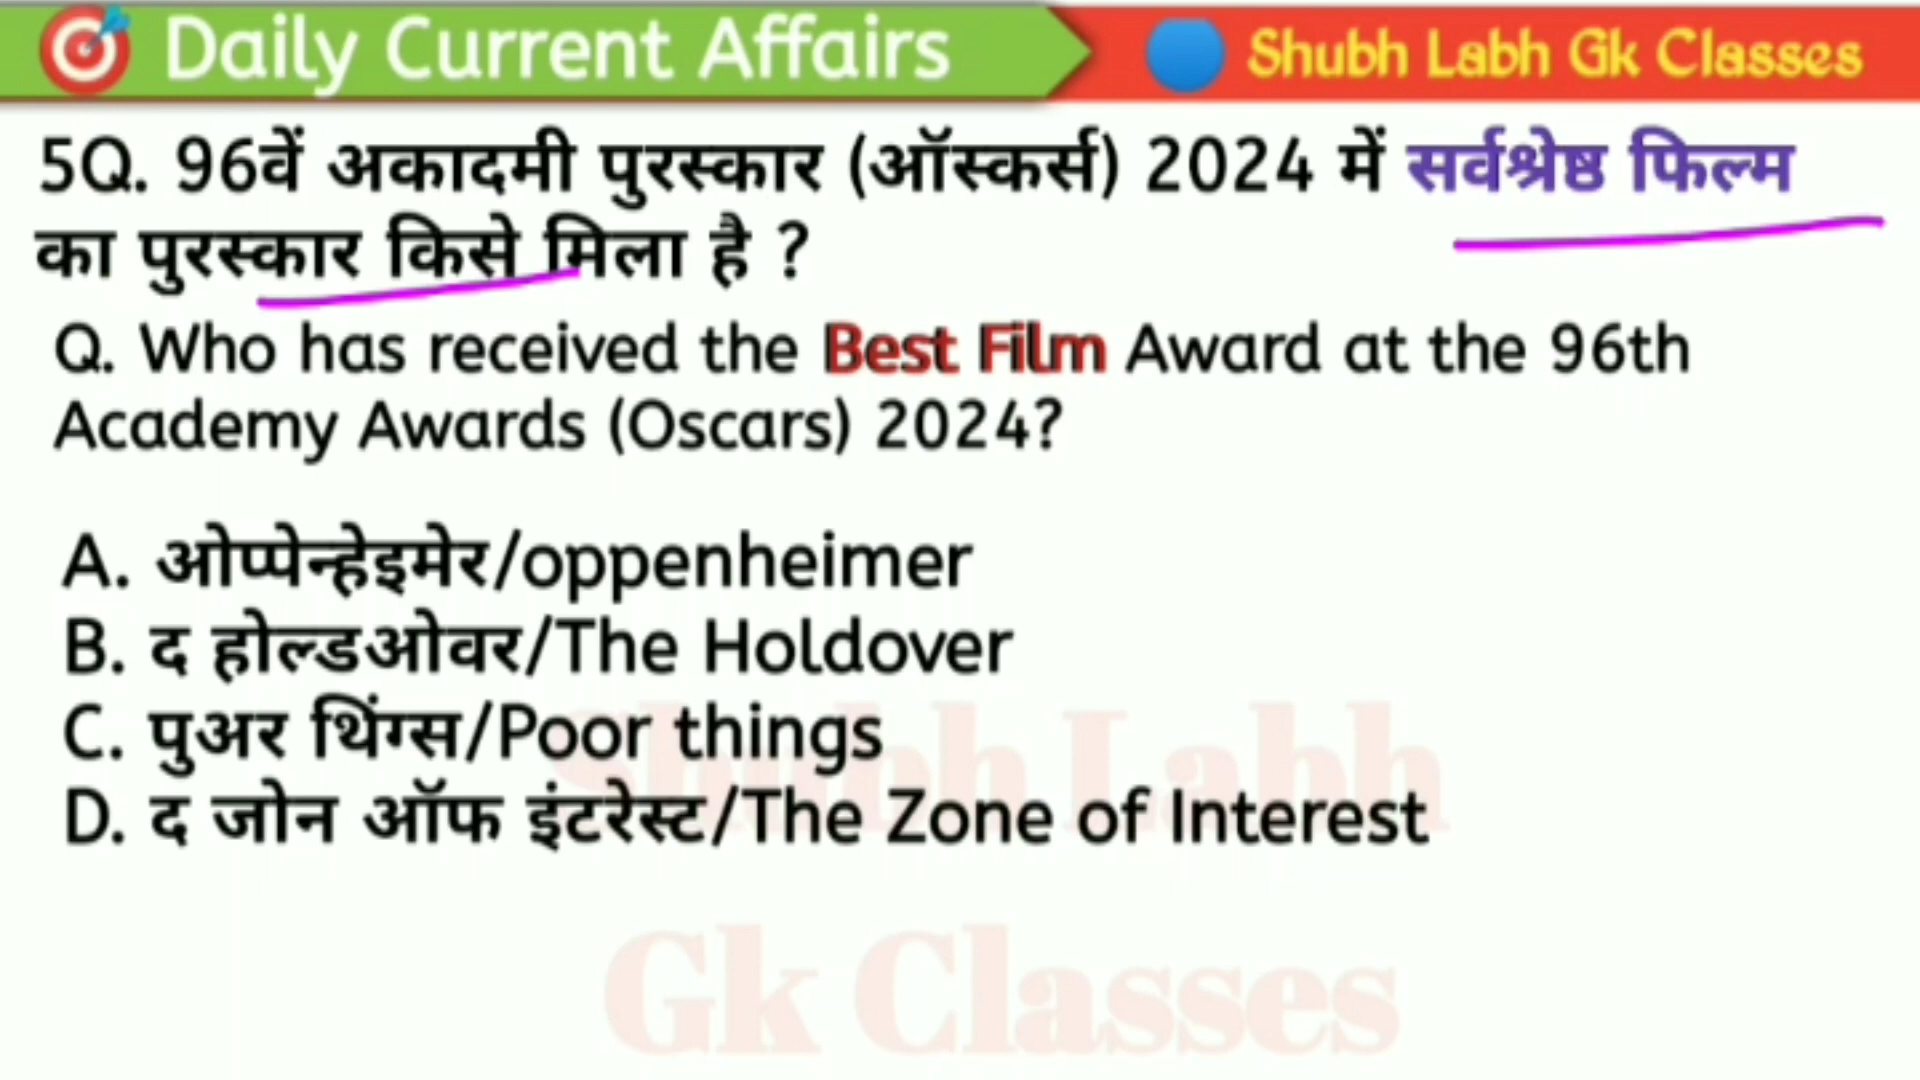 Daily Current Affairs
Shubh Labh Gk Classes
5Q. 96वें अकादमी पुरस्कार (ऑस्कर्स) 2024 में सर्वश्रेष्ठ फिल्म
का पुरस्कार किसे मिला है ?
Q. Who has received the Best Film Award at the 96th
Academy Awards (Oscars) 2024?
A. ओप्पेन्हेइमेर/oppenheimer
B. द होल्डओवर/The Holdover
C. पुअर थिंग्स/Poor things
D. द जोन ऑफ इंटरेस्ट/The Zone of Interest
Shubh Labh
Gk Classes